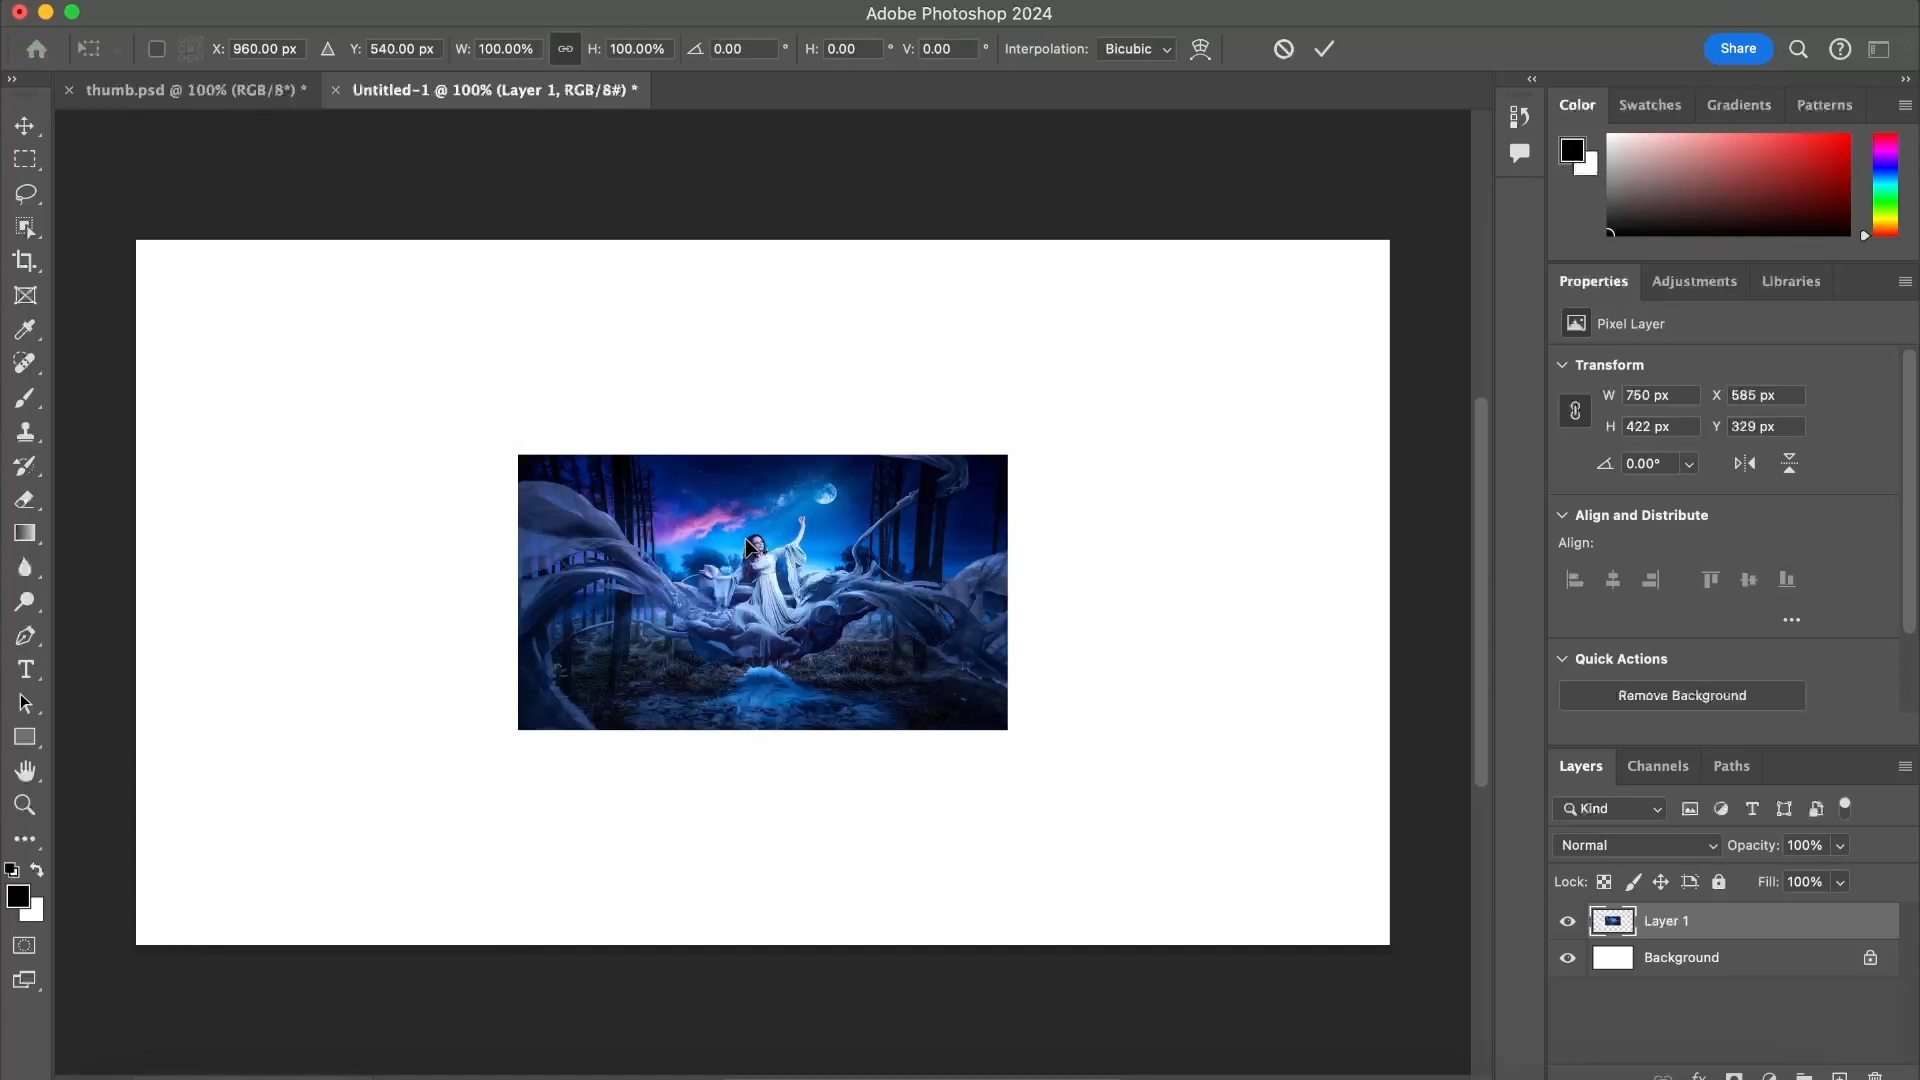 Adobe Photoshop 2024
X: 960.00 px Y: 540.00 px W: 100.00% H: 100.00% 0.00 ° H: 0.00 ° V: 0.00 ° Interpolation: Bicubic Share
thumb.psd @ 100% (RGB/8*) * Untitled-1 @ 100% (Layer 1, RGB/8#) *
Color Swatches Gradients Patterns
Properties Adjustments Libraries
Pixel Layer
Transform
W 750 px X 585 px
H 422 px Y 329 px
0.00°
Align and Distribute
Align:
Quick Actions
Remove Background
Layers Channels Paths
Kind
Normal Opacity: 100%
Lock: Fill: 100%
Layer 1
Background